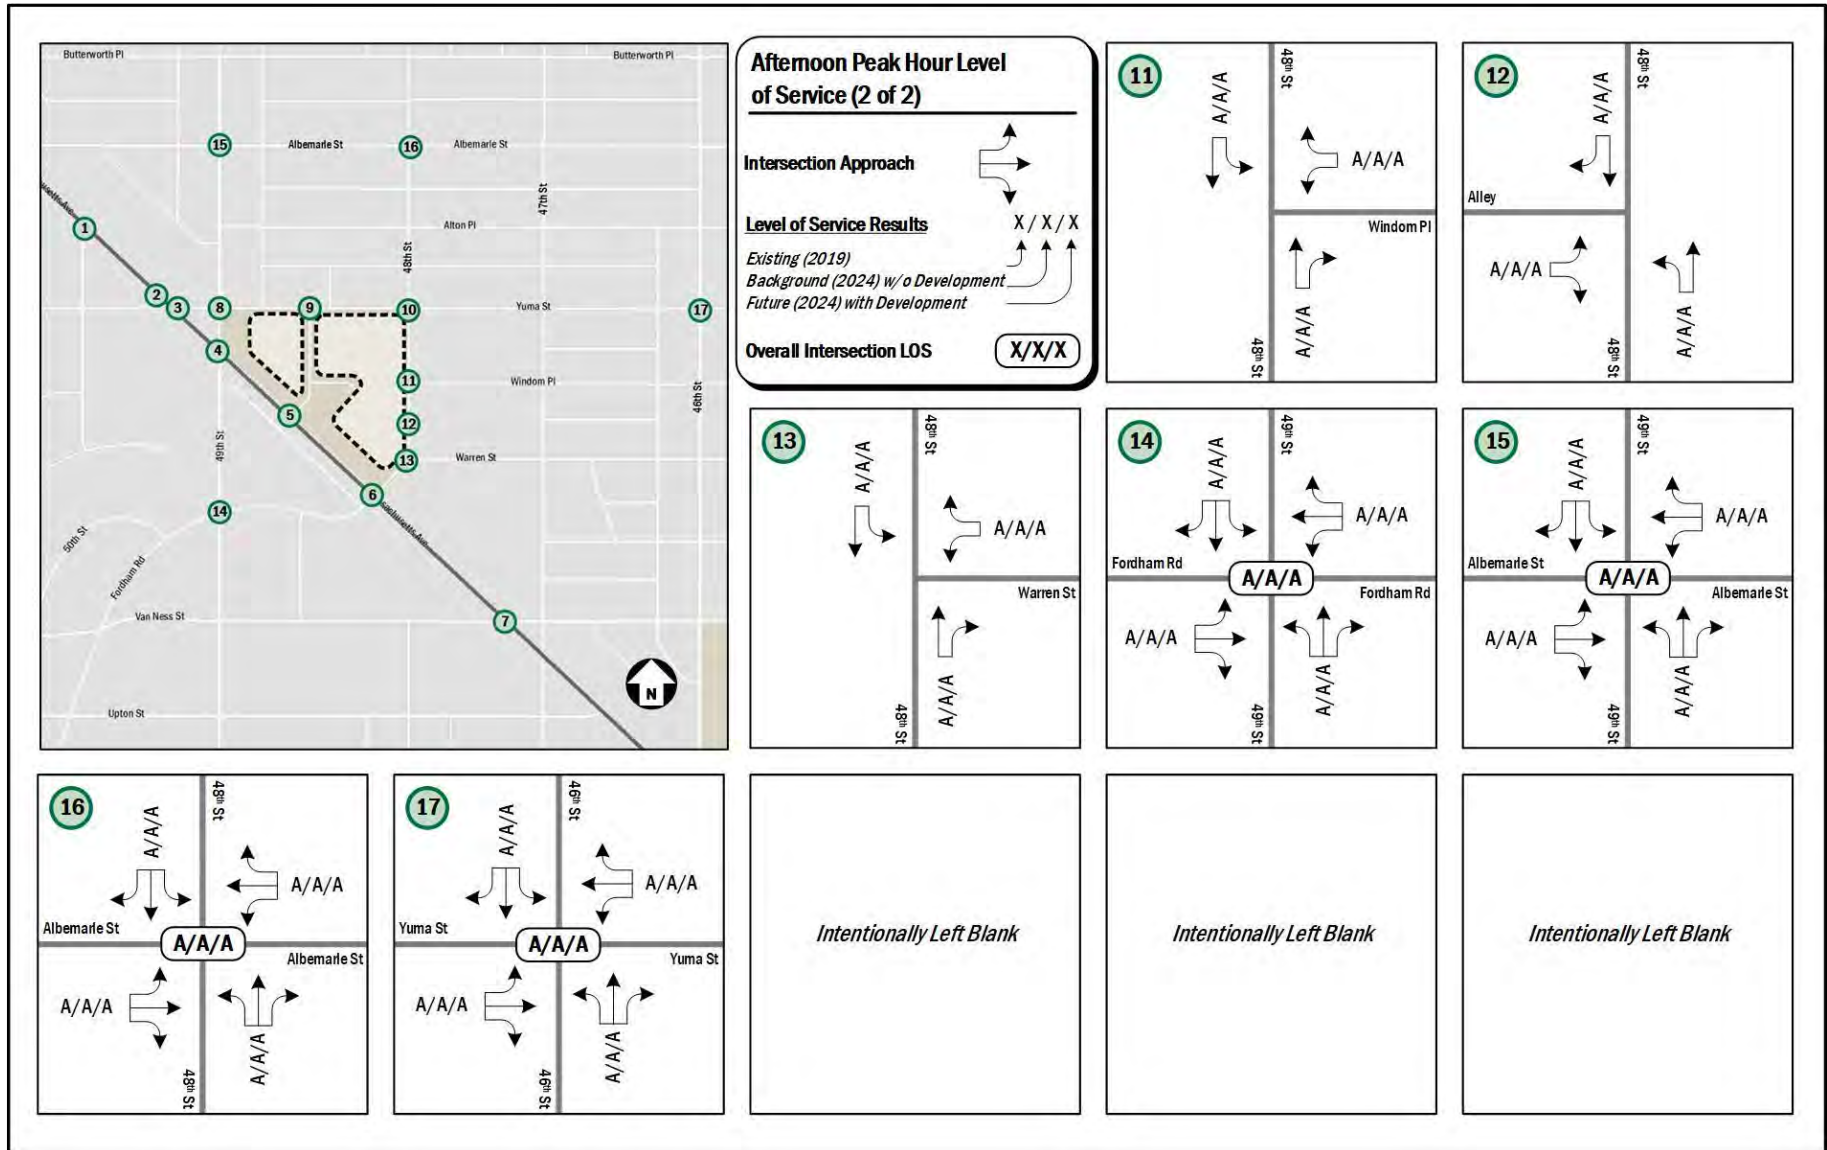 Butterworth Pl
Butterworth Pl
15
Albemarle St
16
Albemarle St
47th St
1
Alton Pl
48th St
2
3
8
9
10
Yuma St
17
4
11
Windom Pl
46th St
5
12
49th St
13
Warren St
6
14
50th St
Fordham Rd
Van Ness St
7
N
Upton St
Afternoon Peak Hour Level
of Service (2 of 2)
Intersection Approach
Level of Service Results
X / X / X
Existing (2019)
Background (2024) w/o Development
Future (2024) with Development
Overall Intersection LOS
X/X/X
11
48th St
A/A/A
A/A/A
Windom Pl
A/A/A
48th St
12
48th St
A/A/A
Alley
A/A/A
A/A/A
48th St
13
48th St
A/A/A
A/A/A
Warren St
A/A/A
48th St
14
49th St
A/A/A
A/A/A
Fordham Rd
A/A/A
Fordham Rd
A/A/A
A/A/A
49th St
15
49th St
A/A/A
A/A/A
Albemarle St
A/A/A
Albemarle St
A/A/A
A/A/A
49th St
16
48th St
A/A/A
A/A/A
Albemarle St
A/A/A
Albemarle St
A/A/A
A/A/A
48th St
17
46th St
A/A/A
A/A/A
Yuma St
A/A/A
Yuma St
A/A/A
A/A/A
46th St
Intentionally Left Blank
Intentionally Left Blank
Intentionally Left Blank